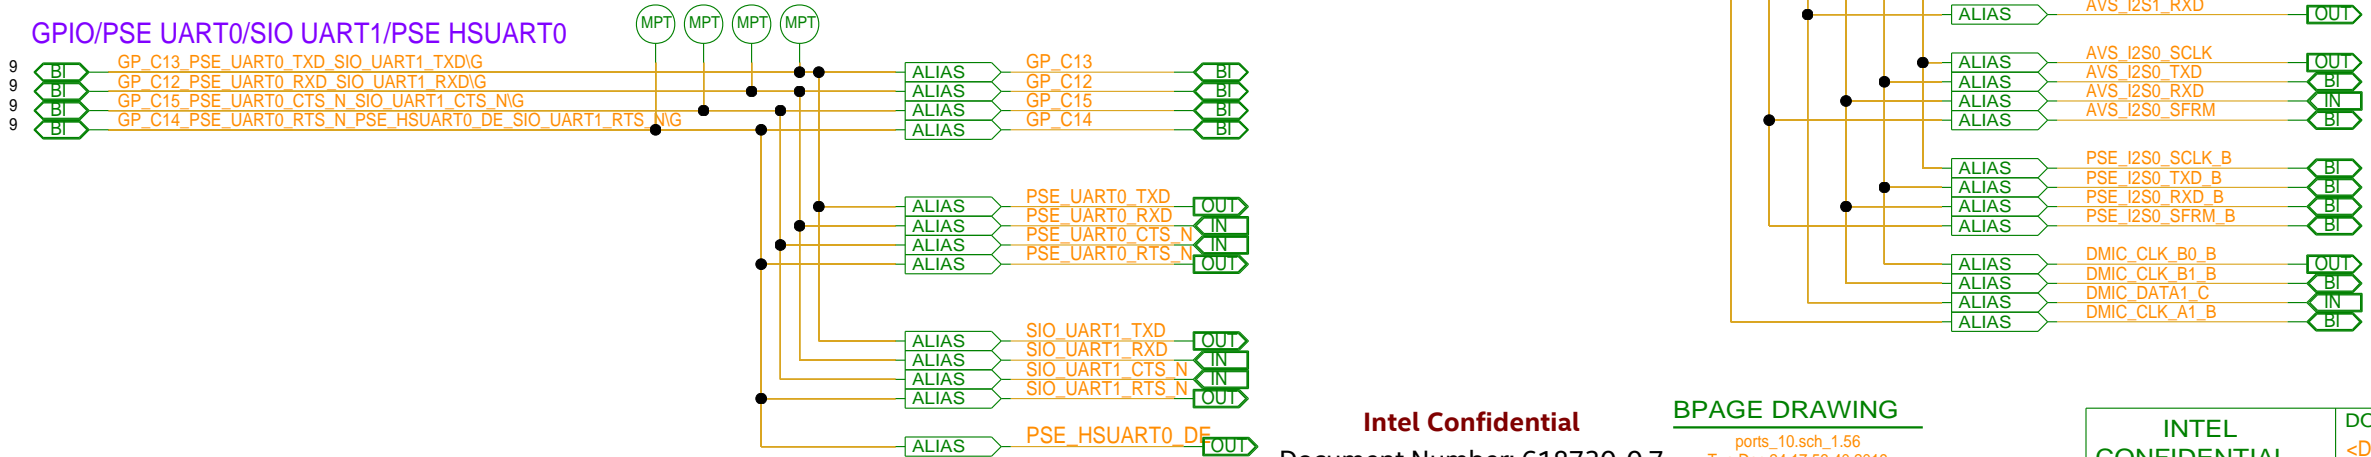 GPIO/PSE UART0/SIO UART1/PSE HSUART0
MPT MPT MPT MPT
9 BI GP_C13_PSE_UART0_TXD_SIO_UART1_TXD\G ALIAS GP_C13 BI
9 BI GP_C12_PSE_UART0_RXD_SIO_UART1_RXD\G ALIAS GP_C12 BI
9 BI GP_C15_PSE_UART0_CTS_N_SIO_UART1_CTS_N\G ALIAS GP_C15 BI
9 BI GP_C14_PSE_UART0_RTS_N_PSE_HSUART0_DE_SIO_UART1_RTS_N\G ALIAS GP_C14 BI
ALIAS PSE_UART0_TXD OUT
ALIAS PSE_UART0_RXD IN
ALIAS PSE_UART0_CTS_N IN
ALIAS PSE_UART0_RTS_N OUT
ALIAS SIO_UART1_TXD OUT
ALIAS SIO_UART1_RXD IN
ALIAS SIO_UART1_CTS_N IN
ALIAS SIO_UART1_RTS_N OUT
ALIAS PSE_HSUART0_DE OUT
ALIAS AVS_I2S1_RXD OUT
ALIAS AVS_I2S0_SCLK OUT
ALIAS AVS_I2S0_TXD BI
ALIAS AVS_I2S0_RXD IN
ALIAS AVS_I2S0_SFRM BI
ALIAS PSE_I2S0_SCLK_B BI
ALIAS PSE_I2S0_TXD_B BI
ALIAS PSE_I2S0_RXD_B BI
ALIAS PSE_I2S0_SFRM_B BI
ALIAS DMIC_CLK_B0_B OUT
ALIAS DMIC_CLK_B1_B BI
ALIAS DMIC_DATA1_C IN
ALIAS DMIC_CLK_A1_B BI
Intel Confidential
BPAGE DRAWING
ports_10.sch_1.56
INTEL
CONFIDENTIAL
DO
<D